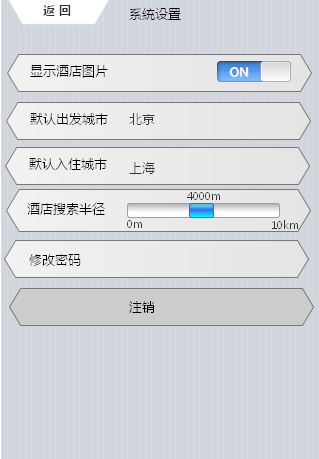 返 回
系统设置
显示酒店图片 ON
默认出发城市 北京
默认入住城市 上海
4000m
酒店搜索半径
0m 10km
修改密码
注销